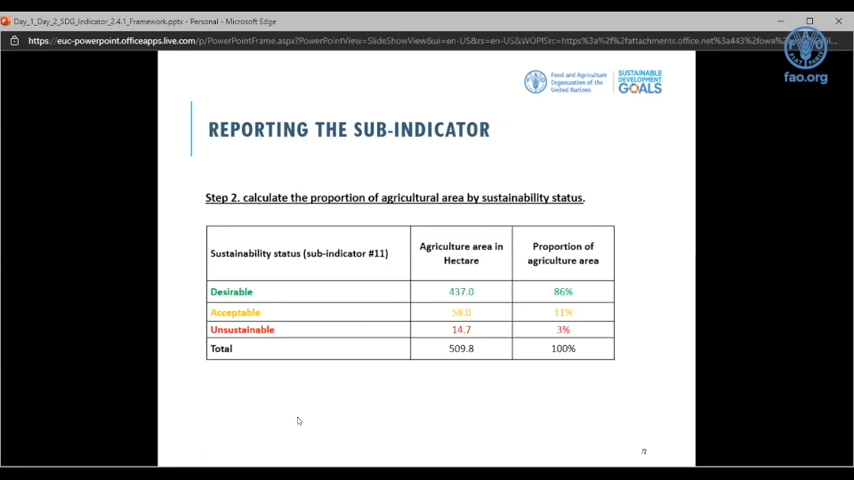 Day_1_Day_2_SDG_Indicator_2.4.1_Framework.pptx - Personal - Microsoft Edge
https://euc-powerpoint.officeapps.live.com/p/PowerPointFrame.aspx?PowerPointView=SlideShowView&ui=en-US&rs=en-US&WOPISrc=https%3a%2f%2fattachments.office.net%3a443%2fowa%
fao.org
Food and Agriculture
Organization of the
United Nations
SUSTAINABLE
DEVELOPMENT
GOALS
REPORTING THE SUB-INDICATOR
Step 2. calculate the proportion of agricultural area by sustainability status.
Sustainability status (sub-indicator #11) Agriculture area in Hectare Proportion of agriculture area
Desirable 437.0 86%
Acceptable 58.0 11%
Unsustainable 14.7 3%
Total 509.8 100%
72